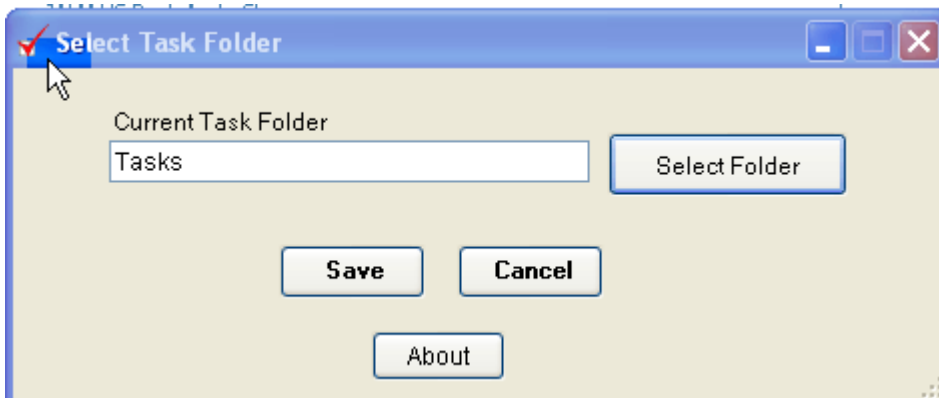 Select Task Folder
Current Task Folder
Tasks
Select Folder
Save Cancel
About